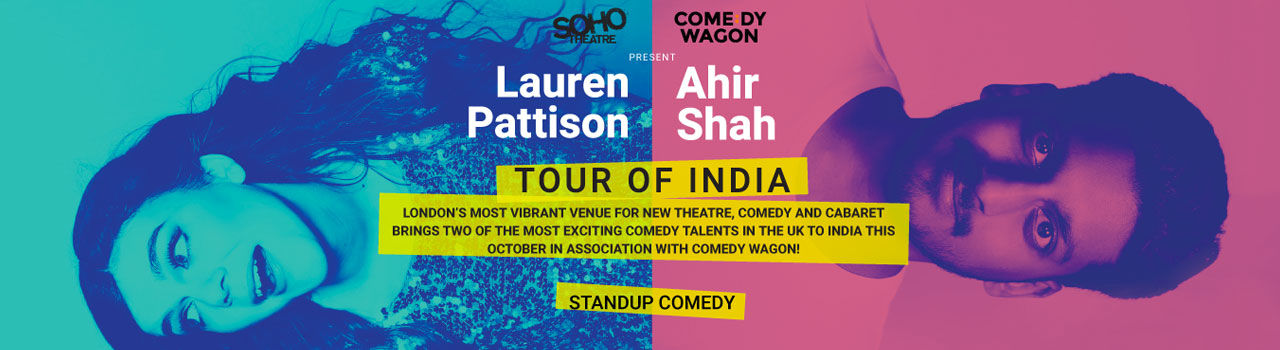 SOHO
THEATRE
COME:DY
WAGON
PRESENT
Lauren
Pattison
Ahir
Shah
TOUR OF INDIA
LONDON'S MOST VIBRANT VENUE FOR NEW THEATRE, COMEDY AND CABARET
BRINGS TWO OF THE MOST EXCITING COMEDY TALENTS IN THE UK TO INDIA THIS
OCTOBER IN ASSOCIATION WITH COMEDY WAGON!
STANDUP COMEDY